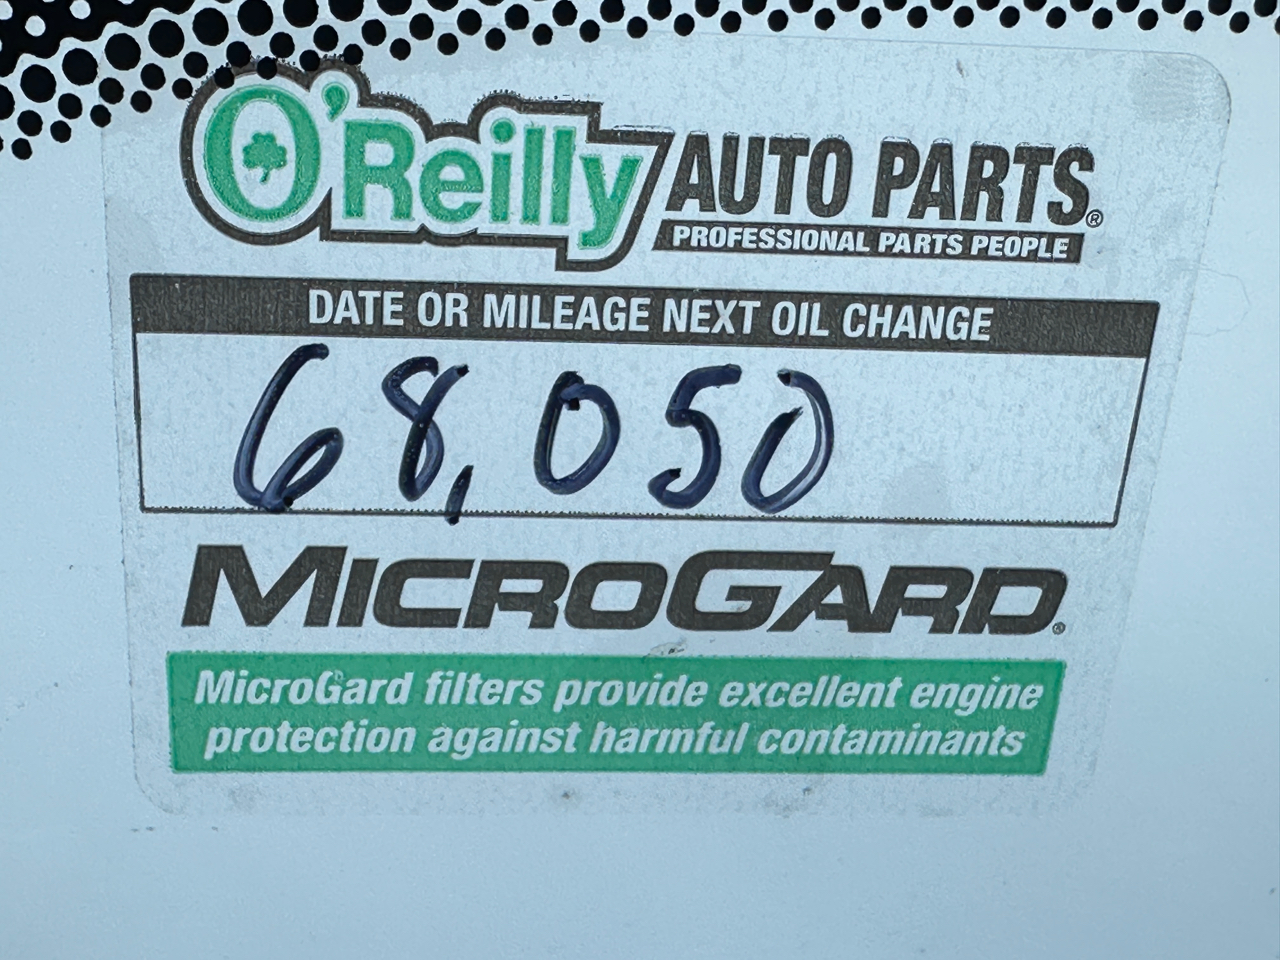 O'Reilly AUTO PARTS®
PROFESSIONAL PARTS PEOPLE
DATE OR MILEAGE NEXT OIL CHANGE
68,050
MICROGARD®
MicroGard filters provide excellent engine
protection against harmful contaminants